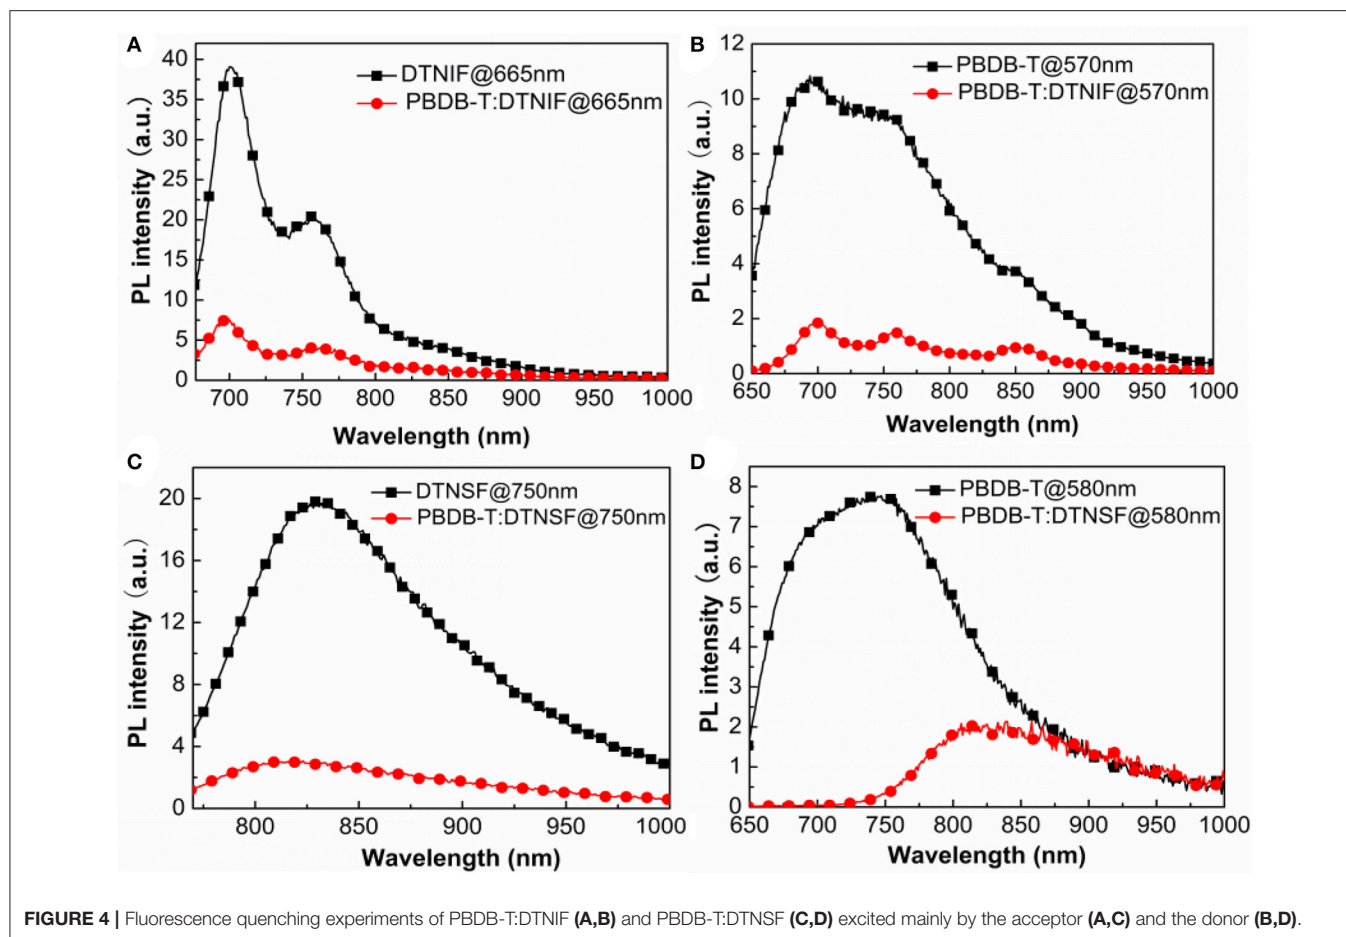 A
DTNIF@665nm
PBDB-T:DTNIF@665nm
PL intensity (a.u.)
40
35
30
25
20
15
10
5
0
700 750 800 850 900 950 1000
Wavelength (nm)
B
PBDB-T@570nm
PBDB-T:DTNIF@570nm
PL intensity (a.u.)
12
10
8
6
4
2
0
650 700 750 800 850 900 950 1000
Wavelength (nm)
C
DTNSF@750nm
PBDB-T:DTNSF@750nm
PL intensity (a.u.)
20
16
12
8
4
0
800 850 900 950 1000
Wavelength (nm)
D
PBDB-T@580nm
PBDB-T:DTNSF@580nm
PL intensity (a.u.)
8
7
6
5
4
3
2
1
0
650 700 750 800 850 900 950 1000
Wavelength (nm)
FIGURE 4 | Fluorescence quenching experiments of PBDB-T:DTNIF (A,B) and PBDB-T:DTNSF (C,D) excited mainly by the acceptor (A,C) and the donor (B,D).